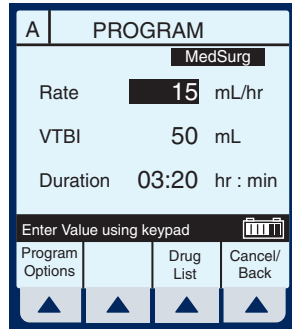 A PROGRAM
MedSurg
Rate 15 mL/hr
VTBI 50 mL
Duration 03:20 hr : min
Enter Value using keypad
Program Options
Drug List
Cancel/ Back